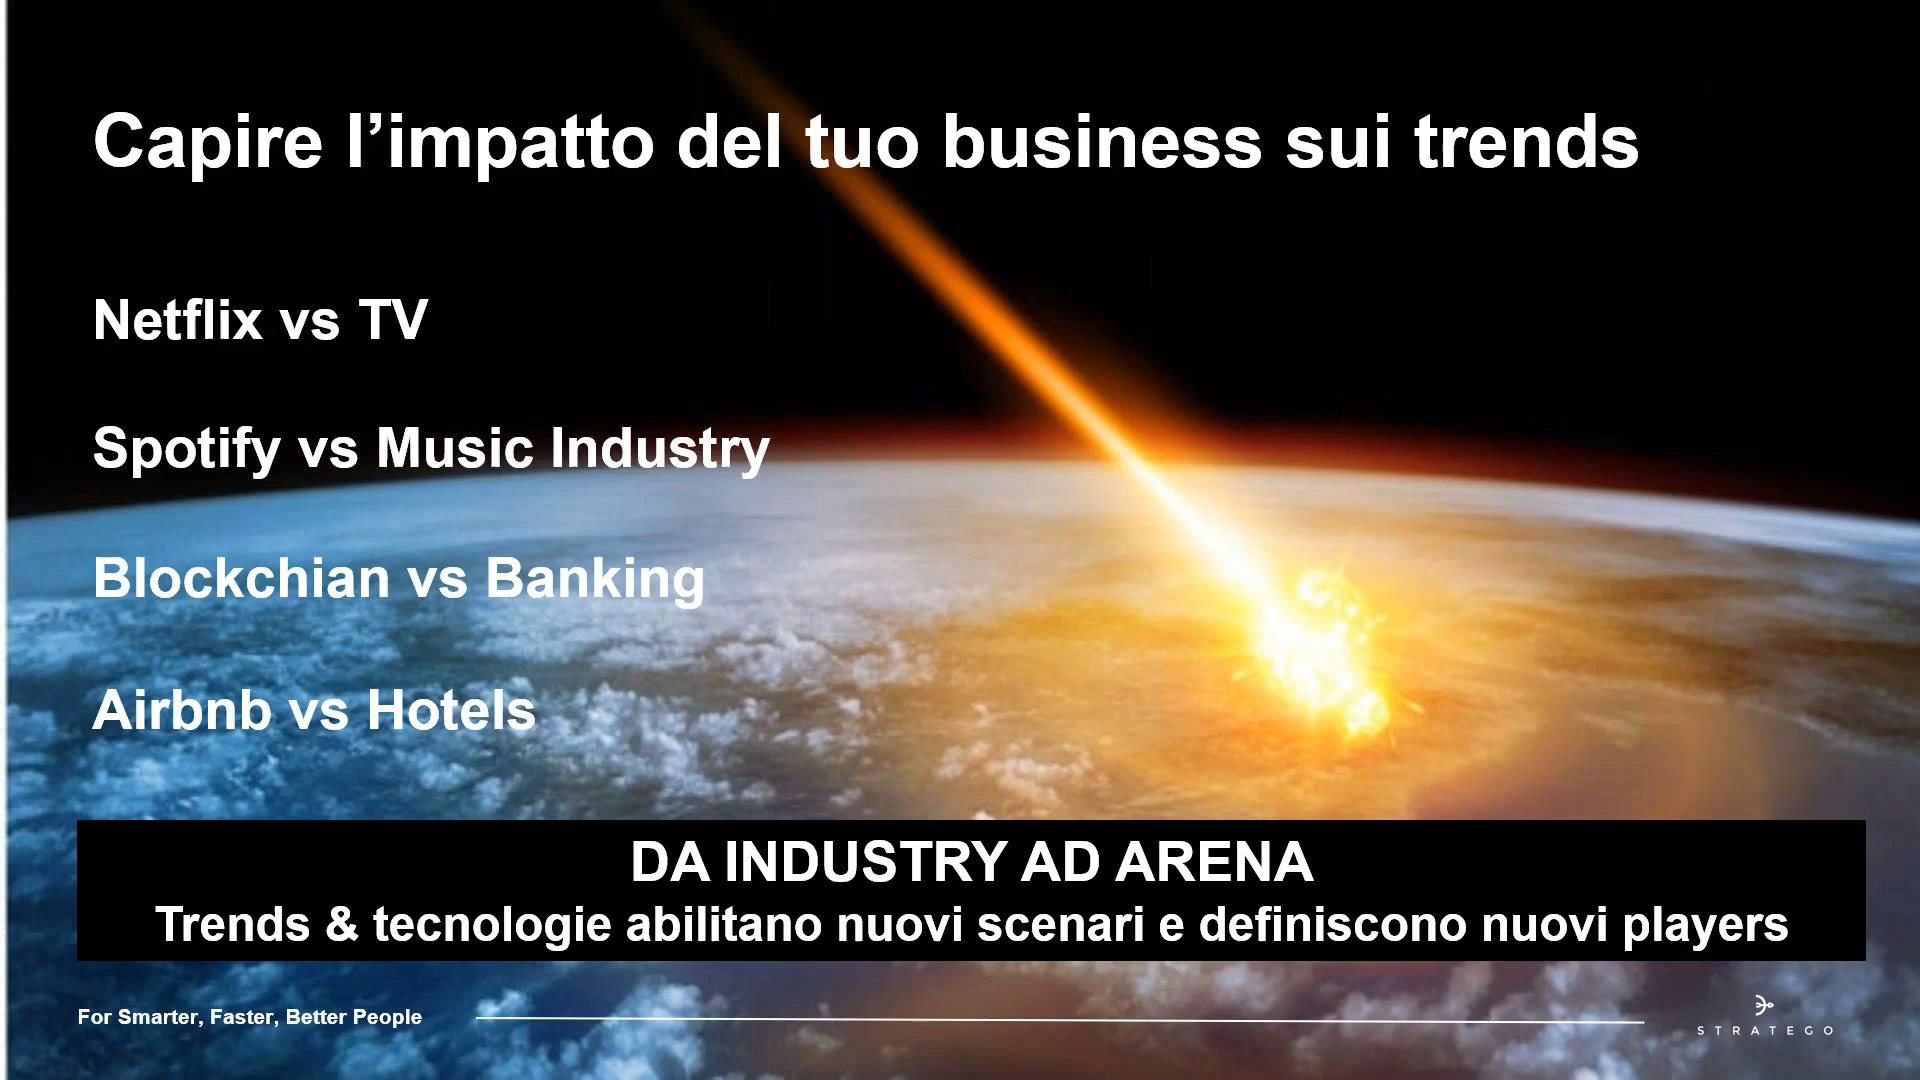 Capire l’impatto del tuo business sui trends
Netflix vs TV
Spotify vs Music Industry
Blockchian vs Banking
Airbnb vs Hotels
DA INDUSTRY AD ARENA
Trends & tecnologie abilitano nuovi scenari e definiscono nuovi players
For Smarter, Faster, Better People
STRATEGO